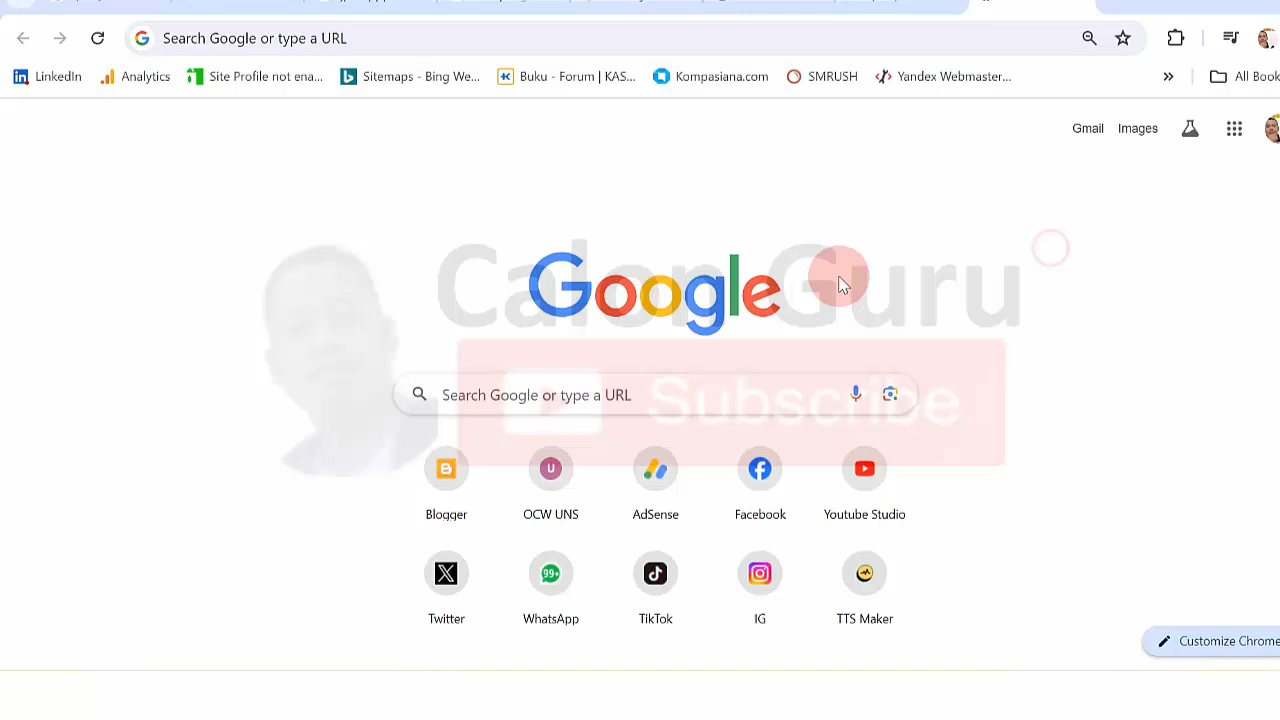 Search Google or type a URL
LinkedIn Analytics Site Profile not ena... Sitemaps - Bing We... Buku - Forum | KAS... Kompasiana.com SMRUSH Yandex Webmaster... » All Book
Gmail Images
Calon Guru
Google
Subscribe
Search Google or type a URL
U
Blogger OCW UNS AdSense Facebook Youtube Studio
99+
Twitter WhatsApp TikTok IG TTS Maker
Customize Chrome